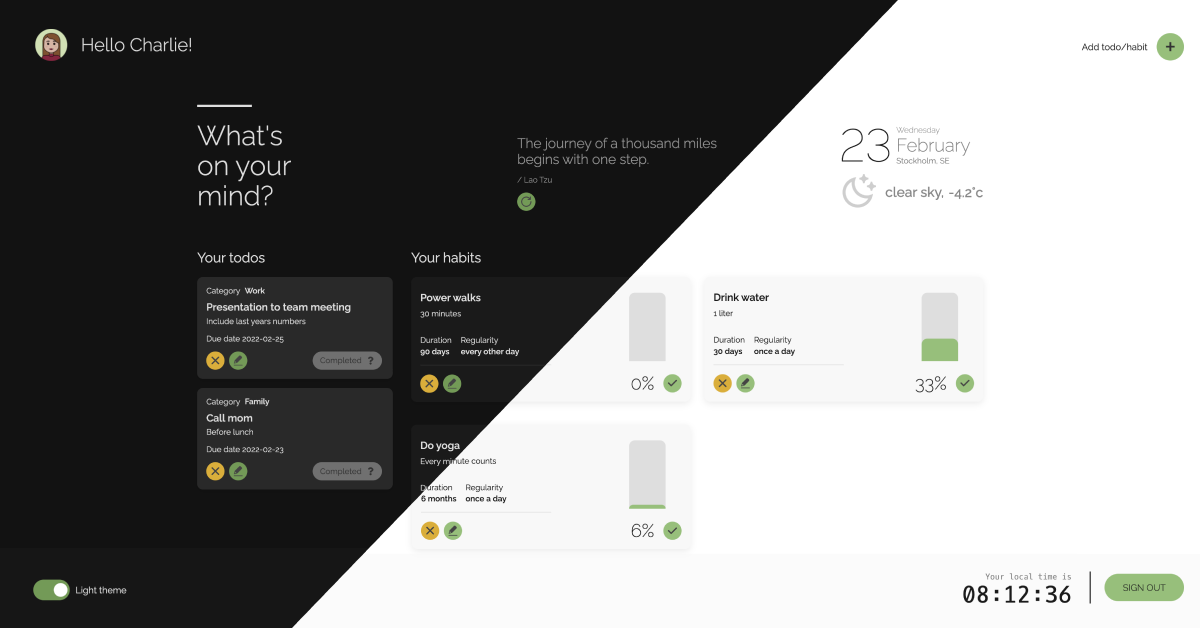 Hello Charlie!
Add todo/habit
What's
on your
mind?
The journey of a thousand miles
begins with one step.
/ Lao Tzu
23
Wednesday
February
Stockholm, SE
clear sky, -4.2°c
Your todos
Category Work
Presentation to team meeting
Include last years numbers
Due date 2022-02-25
Completed ?
Category Family
Call mom
Before lunch
Due date 2022-02-23
Completed ?
Your habits
Power walks
30 minutes
Duration Regularity
90 days every other day
0%
Drink water
1 liter
Duration Regularity
30 days once a day
33%
Do yoga
Every minute counts
Duration Regularity
6 months once a day
6%
Light theme
Your local time is
08:12:36
SIGN OUT